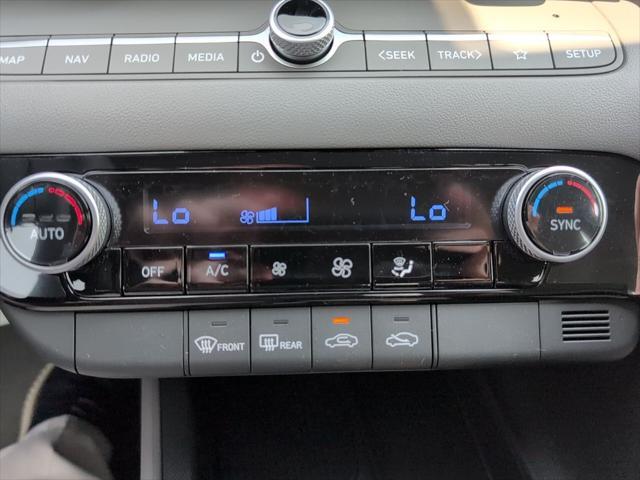 MAP NAV RADIO MEDIA <SEEK TRACK> SETUP
Lo Lo
AUTO SYNC
OFF A/C
FRONT REAR